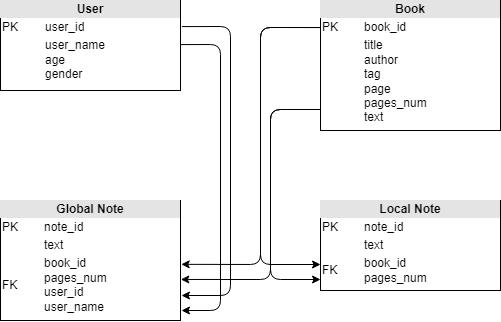 User
PK user_id
user_name
age
gender
Book
PK book_id
title
author
tag
page
pages_num
text
Global Note
PK note_id
text
book_id
FK pages_num
user_id
user_name
Local Note
PK note_id
text
FK book_id
pages_num